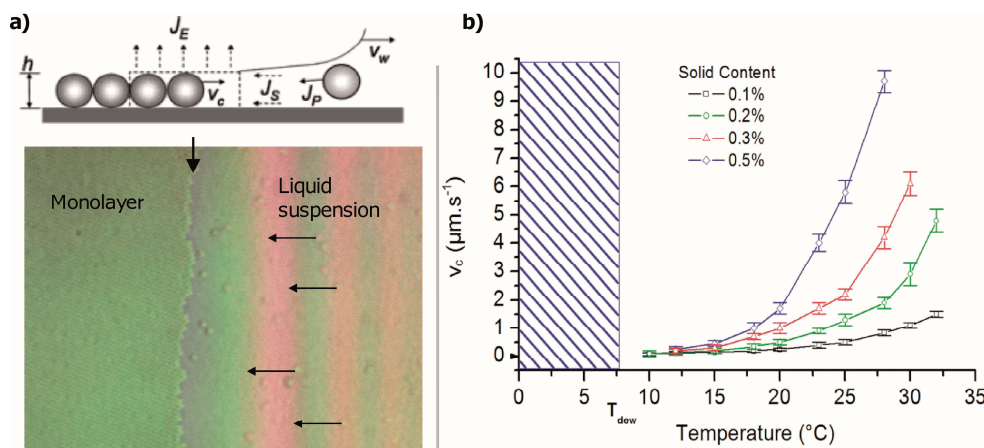 a)
J_E
h
v_w
v_c
J_S
J_P
Monolayer
Liquid
suspension
b)
v_c (µm.s⁻¹)
10
9
8
7
6
5
4
3
2
1
0
Solid Content
0.1%
0.2%
0.3%
0.5%
0 5 T_dew 10 15 20 25 30 35
Temperature (°C)